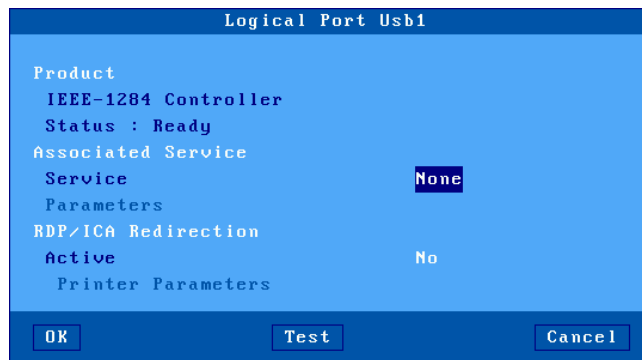 Logical Port Usb1
Product
IEEE-1284 Controller
Status : Ready
Associated Service
Service None
Parameters
RDP/ICA Redirection
Active No
Printer Parameters
OK Test Cancel